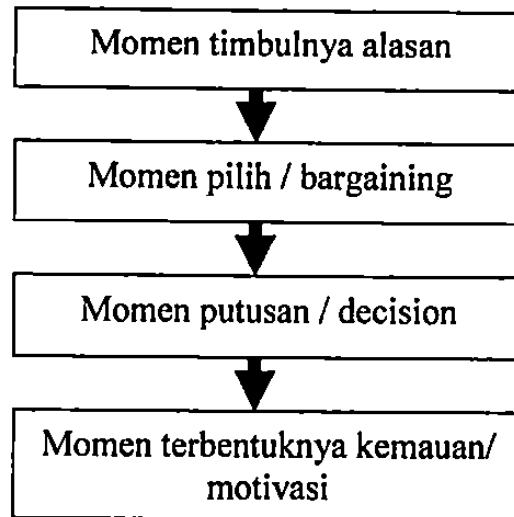 Momen timbulnya alasan
Momen pilih / bargaining
Momen putusan / decision
Momen terbentuknya kemauan/
motivasi